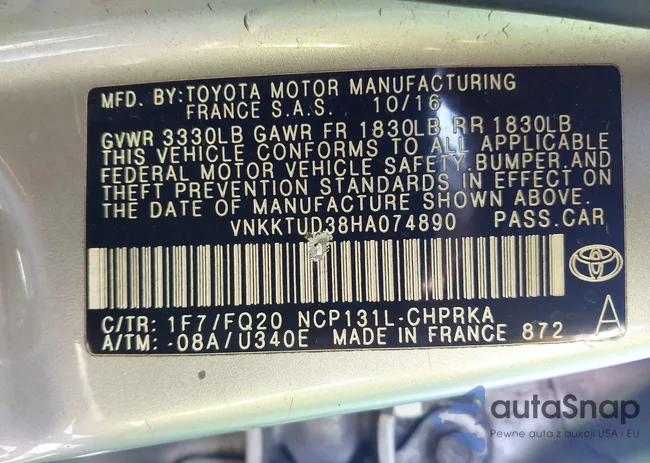 MFD. BY: TOYOTA MOTOR MANUFACTURING
FRANCE S.A.S. 10/16
GVWR 3330LB GAWR FR 1830LB RR 1830LB
THIS VEHICLE CONFORMS TO ALL APPLICABLE
FEDERAL MOTOR VEHICLE SAFETY, BUMPER, AND
THEFT PREVENTION STANDARDS IN EFFECT ON
THE DATE OF MANUFACTURE SHOWN ABOVE.
VNKKTUD38HA074890 PASS.CAR
C/TR: 1F7/FQ20 NCP131L-CHPRKA
A/TM: -08A/U340E MADE IN FRANCE 872
A
autaSnap
Pewne auta z aukcji USA i EU